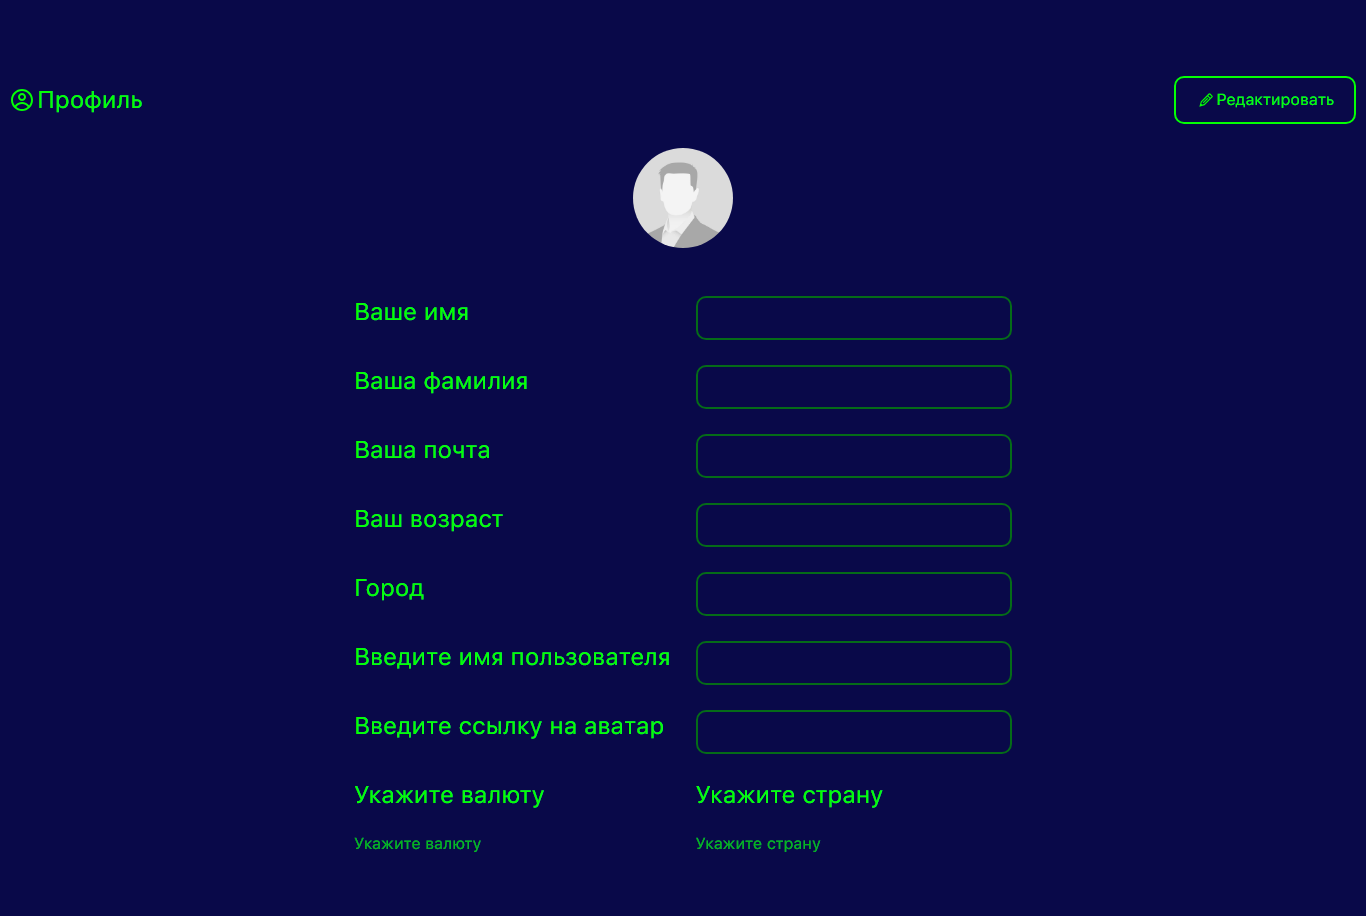 Профиль
Редактировать
Ваше имя
Ваша фамилия
Ваша почта
Ваш возраст
Город
Введите имя пользователя
Введите ссылку на аватар
Укажите валюту
Укажите страну
Укажите валюту
Укажите страну